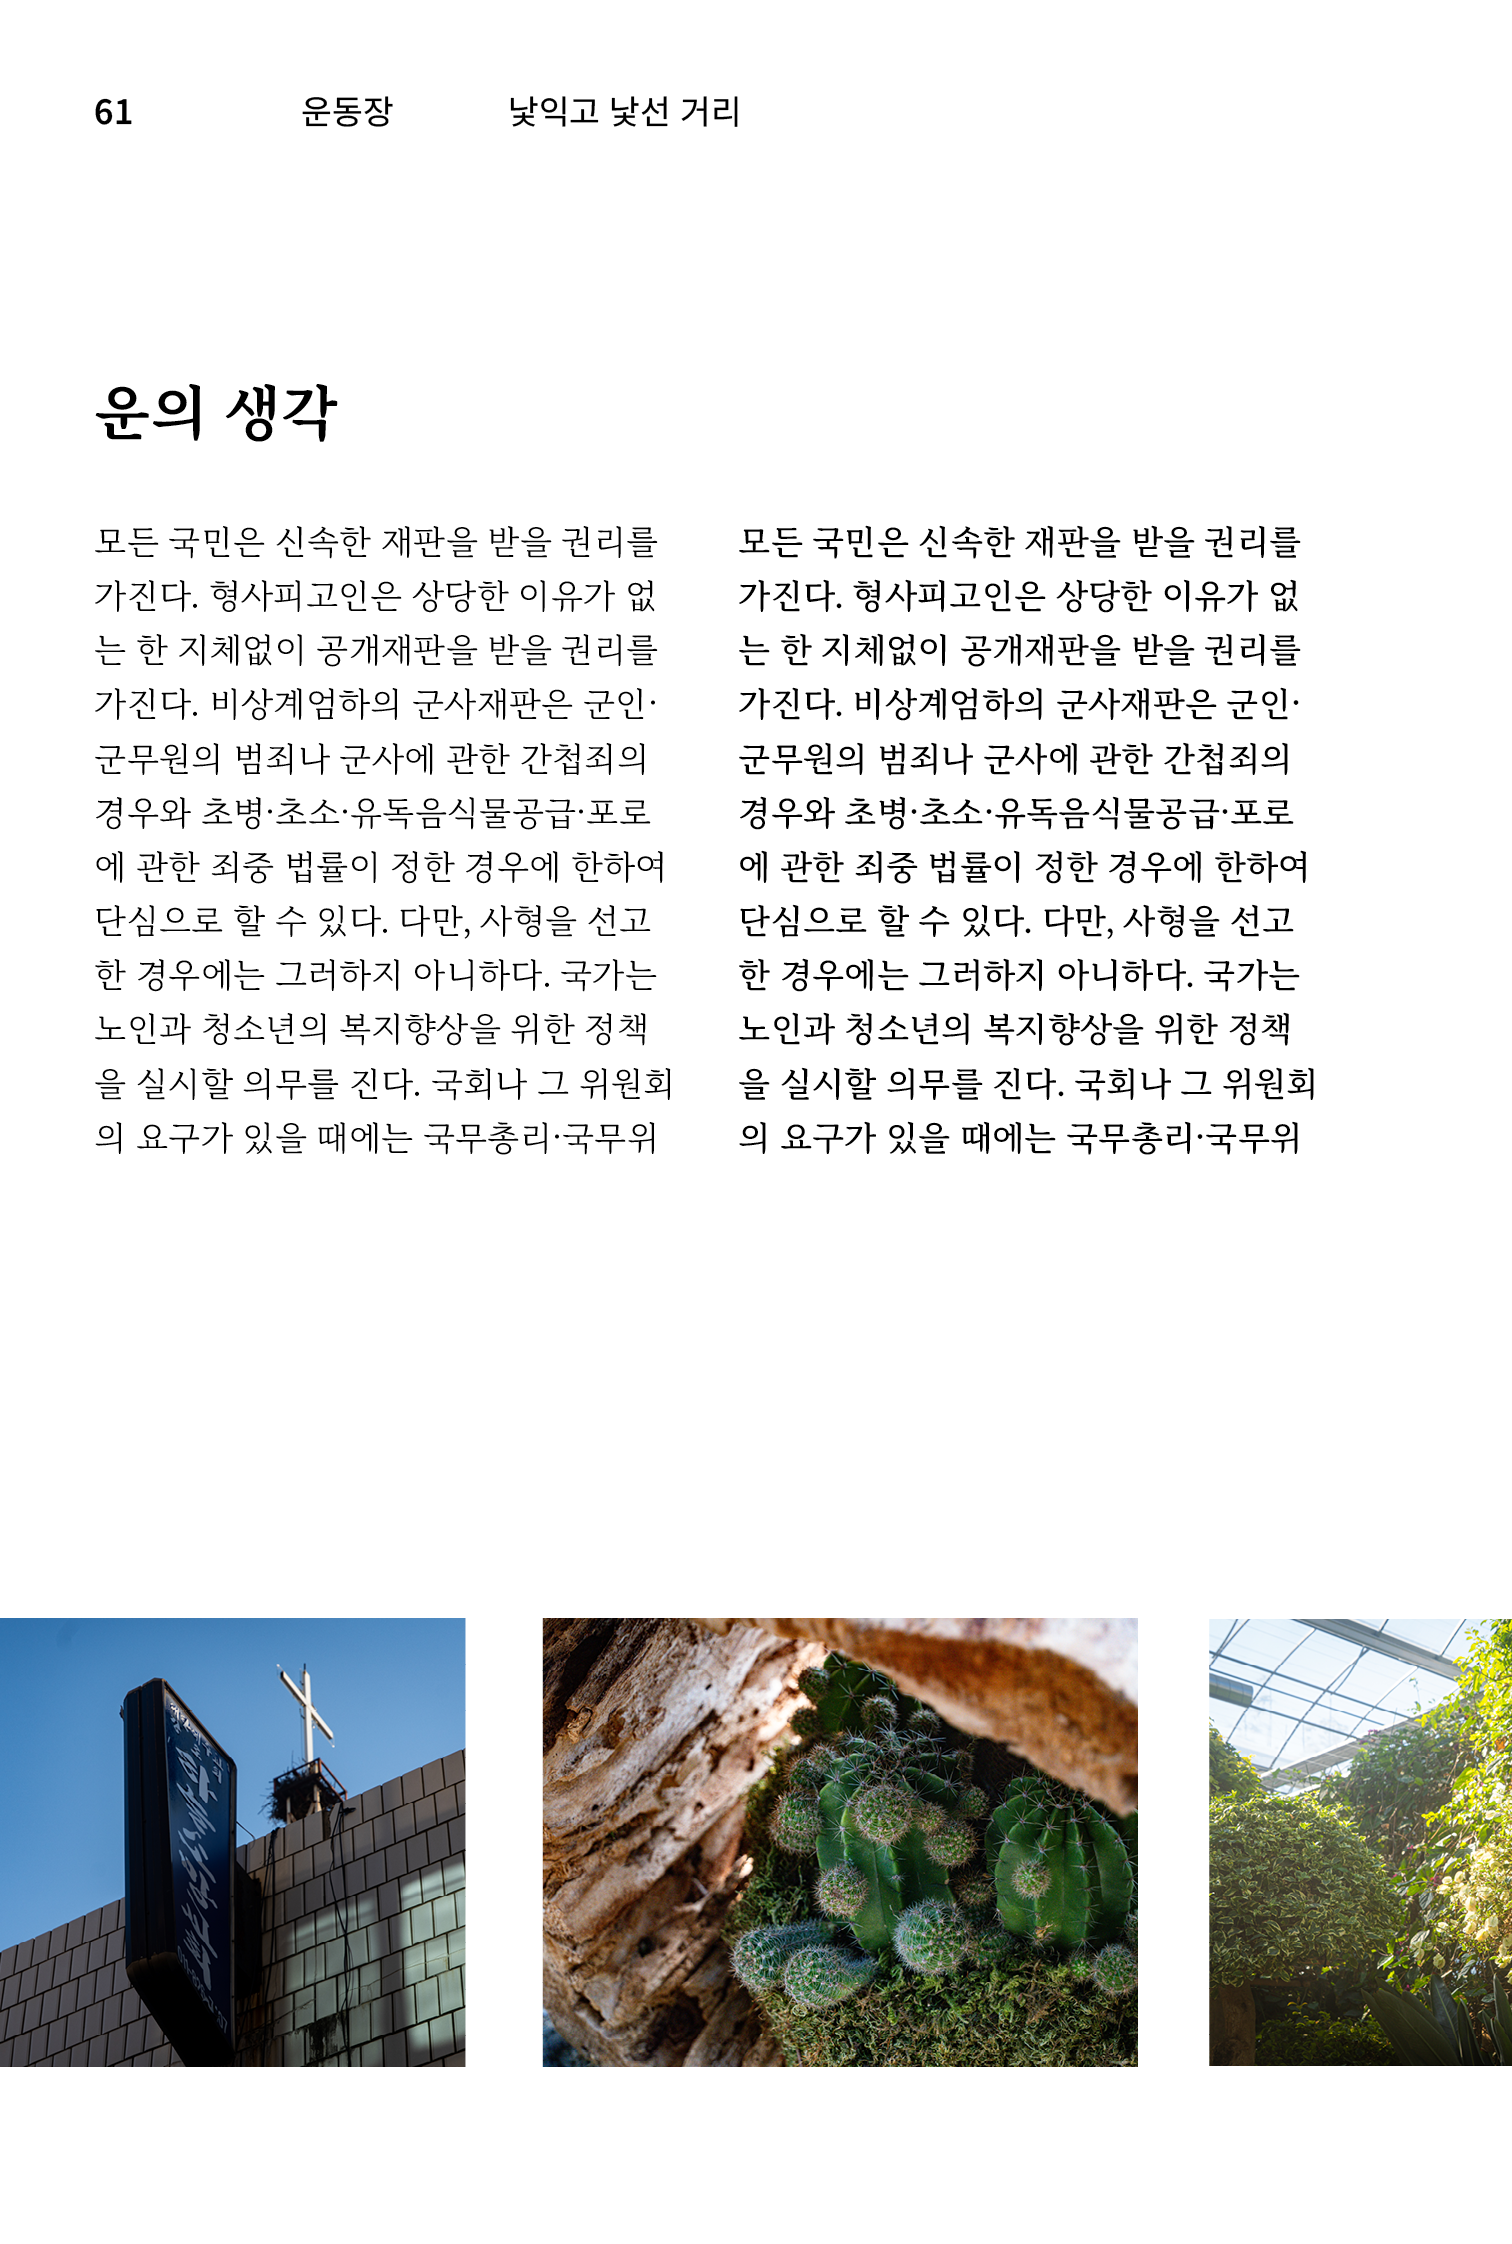 61 운동장 낯익고 낯선 거리
운의 생각
모든 국민은 신속한 재판을 받을 권리를
가진다. 형사피고인은 상당한 이유가 없
는 한 지체없이 공개재판을 받을 권리를
가진다. 비상계엄하의 군사재판은 군인·
군무원의 범죄나 군사에 관한 간첩죄의
경우와 초병·초소·유독음식물공급·포로
에 관한 죄중 법률이 정한 경우에 한하여
단심으로 할 수 있다. 다만, 사형을 선고
한 경우에는 그러하지 아니하다. 국가는
노인과 청소년의 복지향상을 위한 정책
을 실시할 의무를 진다. 국회나 그 위원회
의 요구가 있을 때에는 국무총리·국무위
모든 국민은 신속한 재판을 받을 권리를
가진다. 형사피고인은 상당한 이유가 없
는 한 지체없이 공개재판을 받을 권리를
가진다. 비상계엄하의 군사재판은 군인·
군무원의 범죄나 군사에 관한 간첩죄의
경우와 초병·초소·유독음식물공급·포로
에 관한 죄중 법률이 정한 경우에 한하여
단심으로 할 수 있다. 다만, 사형을 선고
한 경우에는 그러하지 아니하다. 국가는
노인과 청소년의 복지향상을 위한 정책
을 실시할 의무를 진다. 국회나 그 위원회
의 요구가 있을 때에는 국무총리·국무위